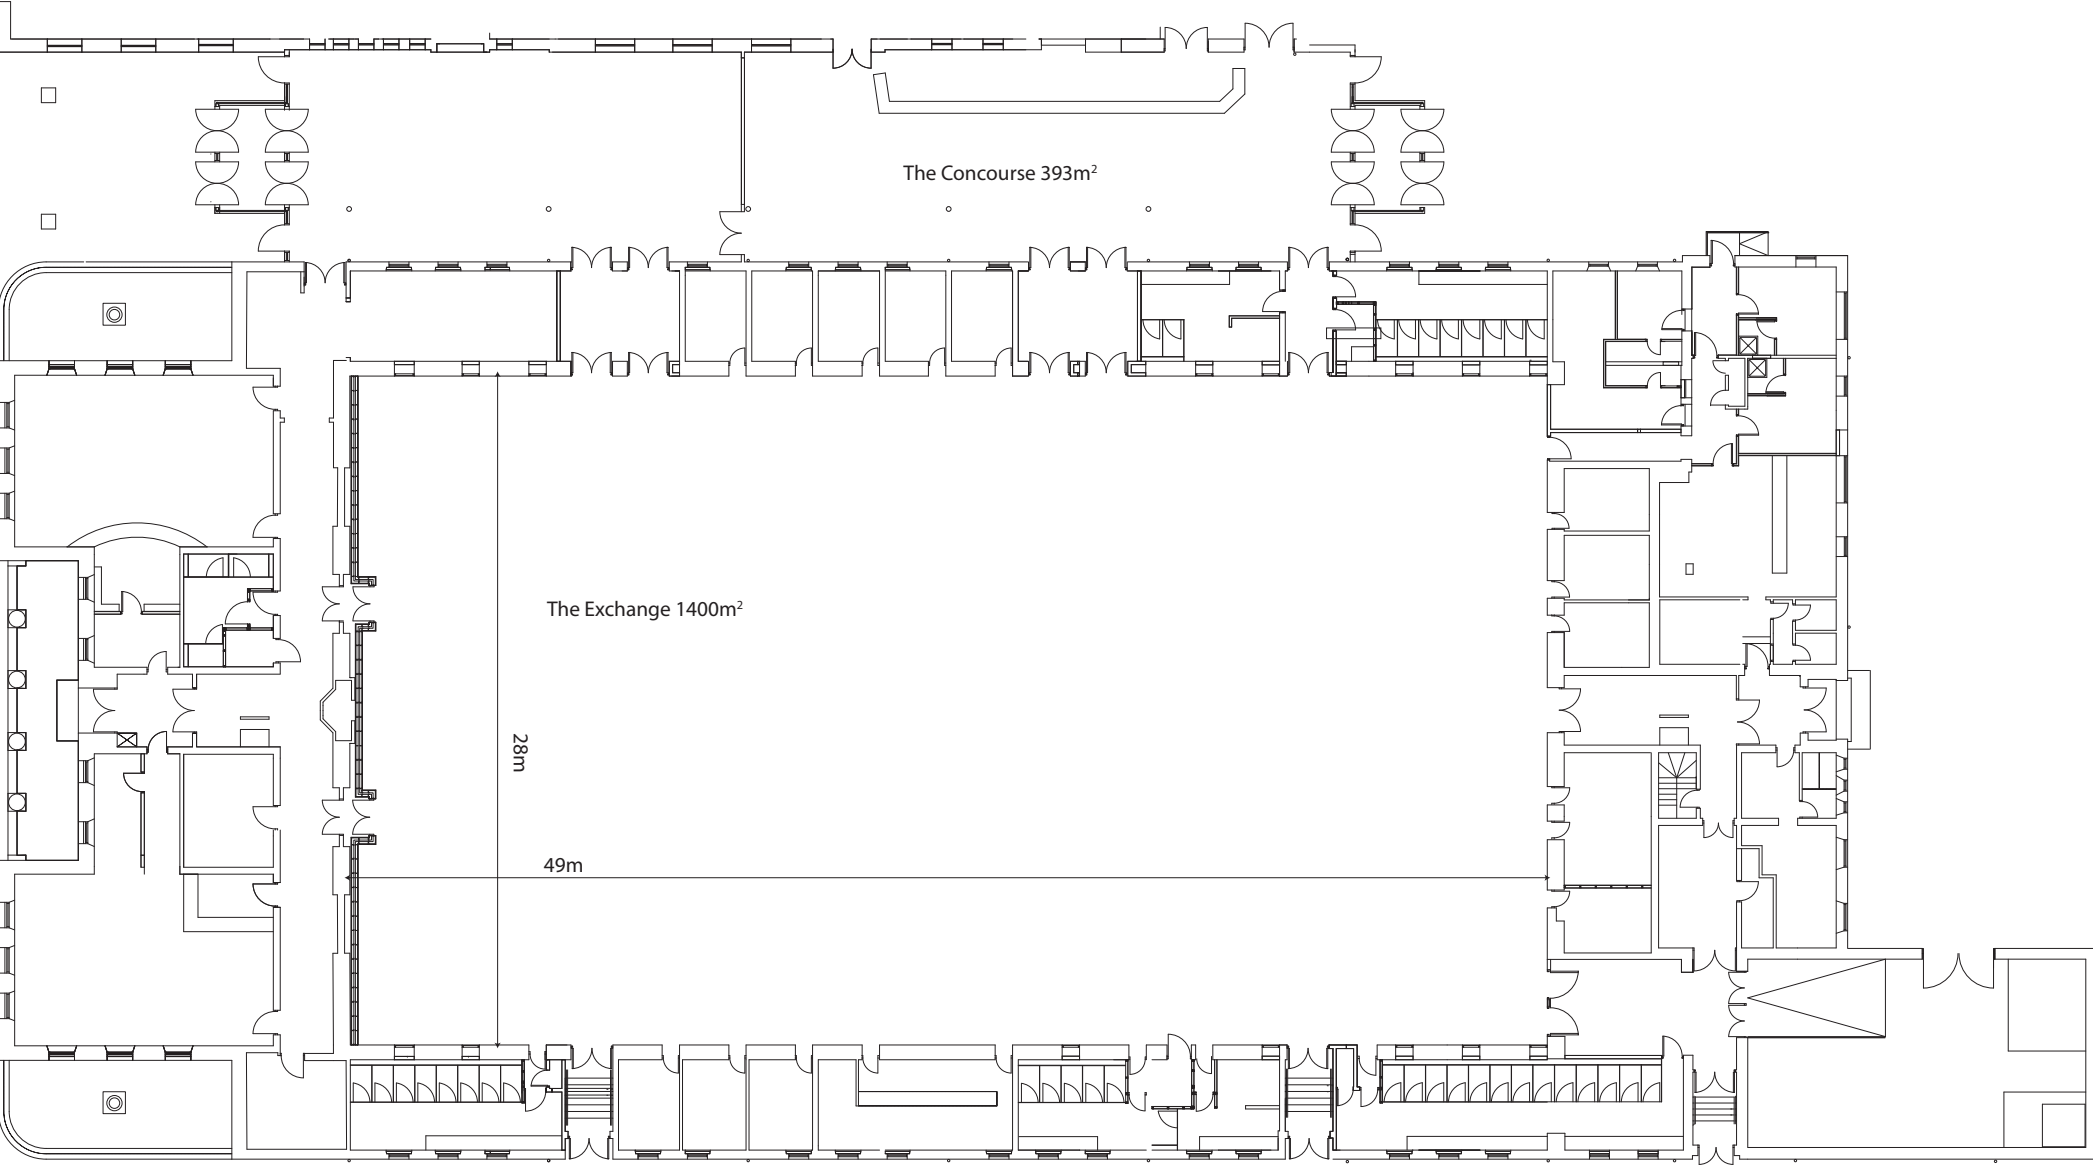 The Concourse 393m²
The Exchange 1400m²
28m
49m